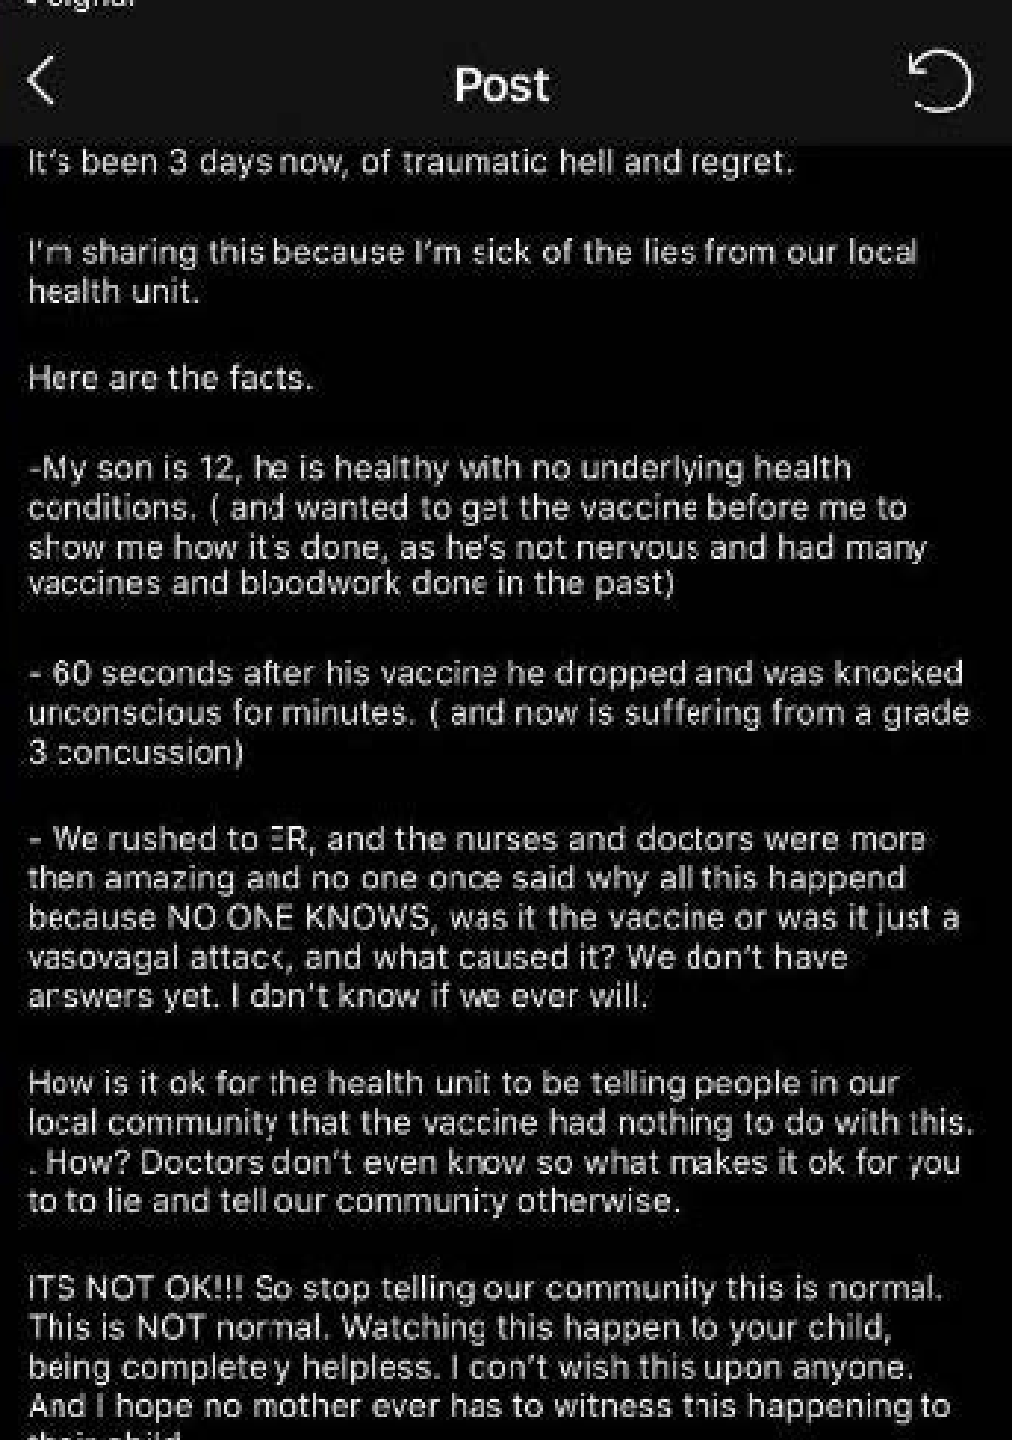 Post
It's been 3 days now, of traumatic hell and regret.
I'm sharing this because I'm sick of the lies from our local
health unit.
Here are the facts.
-My son is 12, he is healthy with no underlying health
conditions. ( and wanted to get the vaccine before me to
show me how it's done, as he's not nervous and had many
vaccines and bloodwork done in the past)
- 60 seconds after his vaccine he dropped and was knocked
unconscious for minutes. ( and now is suffering from a grade
3 concussion)
- We rushed to ER, and the nurses and doctors were more
then amazing and no one once said why all this happend
because NO ONE KNOWS, was it the vaccine or was it just a
vasovagal attack, and what caused it? We don't have
answers yet. I don't know if we ever will.
How is it ok for the health unit to be telling people in our
local community that the vaccine had nothing to do with this.
. How? Doctors don't even know so what makes it ok for you
to to lie and tell our community otherwise.
ITS NOT OK!!! So stop telling our community this is normal.
This is NOT normal. Watching this happen to your child,
being completely helpless. I don't wish this upon anyone.
And I hope no mother ever has to witness this happening to